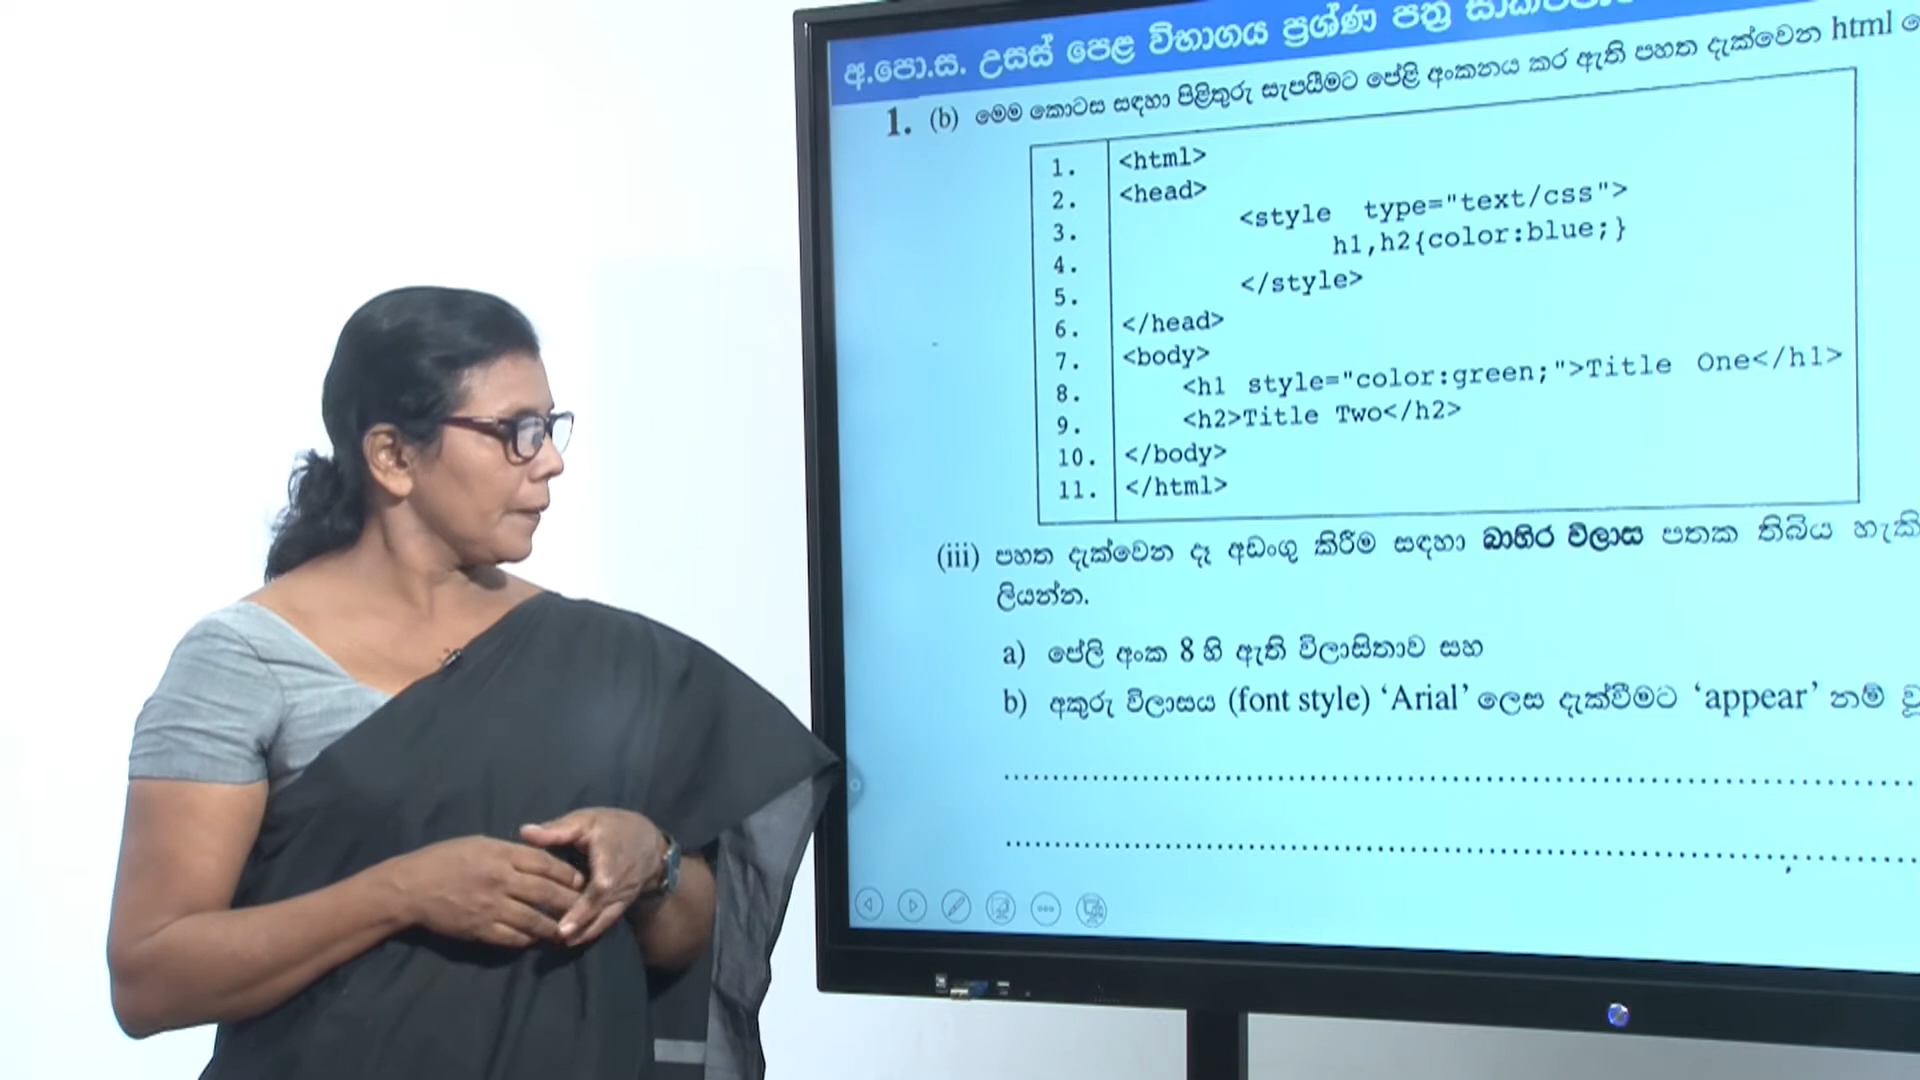 අ.පො.ස. උසස් පෙළ විභාගය ප්‍රශ්ණ පත්‍ර
1. (b) මෙම කොටස සඳහා පිළිතුරු සැපයීමට පේළි අංකනය කර ඇති පහත දැක්වෙන html
1. <html>
2. <head>
3. <style type="text/css">
4. h1,h2{color:blue;}
5. </style>
6. </head>
7. <body>
8. <h1 style="color:green;">Title One</h1>
9. <h2>Title Two</h2>
10. </body>
11. </html>
(iii) පහත දැක්වෙන දෑ අඩංගු කිරීම සඳහා බාහිර විලාස පතක තිබිය හැකි
ලියන්න.
a) පේලි අංක 8 හි ඇති විලාසිතාව සහ
b) අකුරු විලාසය (font style) ‘Arial’ ලෙස දැක්වීමට ‘appear’ නම් වූ